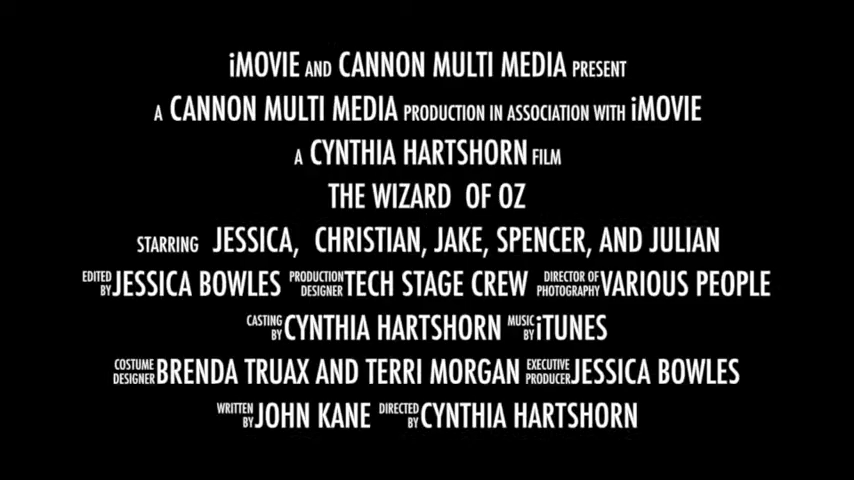 iMOVIE AND CANNON MULTI MEDIA PRESENT
A CANNON MULTI MEDIA PRODUCTION IN ASSOCIATION WITH iMOVIE
A CYNTHIA HARTSHORN FILM
THE WIZARD OF OZ
STARRING JESSICA, CHRISTIAN, JAKE, SPENCER, AND JULIAN
EDITED BY JESSICA BOWLES PRODUCTION DESIGNER TECH STAGE CREW DIRECTOR OF PHOTOGRAPHY VARIOUS PEOPLE
CASTING BY CYNTHIA HARTSHORN MUSIC BY iTUNES
COSTUME DESIGNER BRENDA TRUAX AND TERRI MORGAN EXECUTIVE PRODUCER JESSICA BOWLES
WRITTEN BY JOHN KANE DIRECTED BY CYNTHIA HARTSHORN